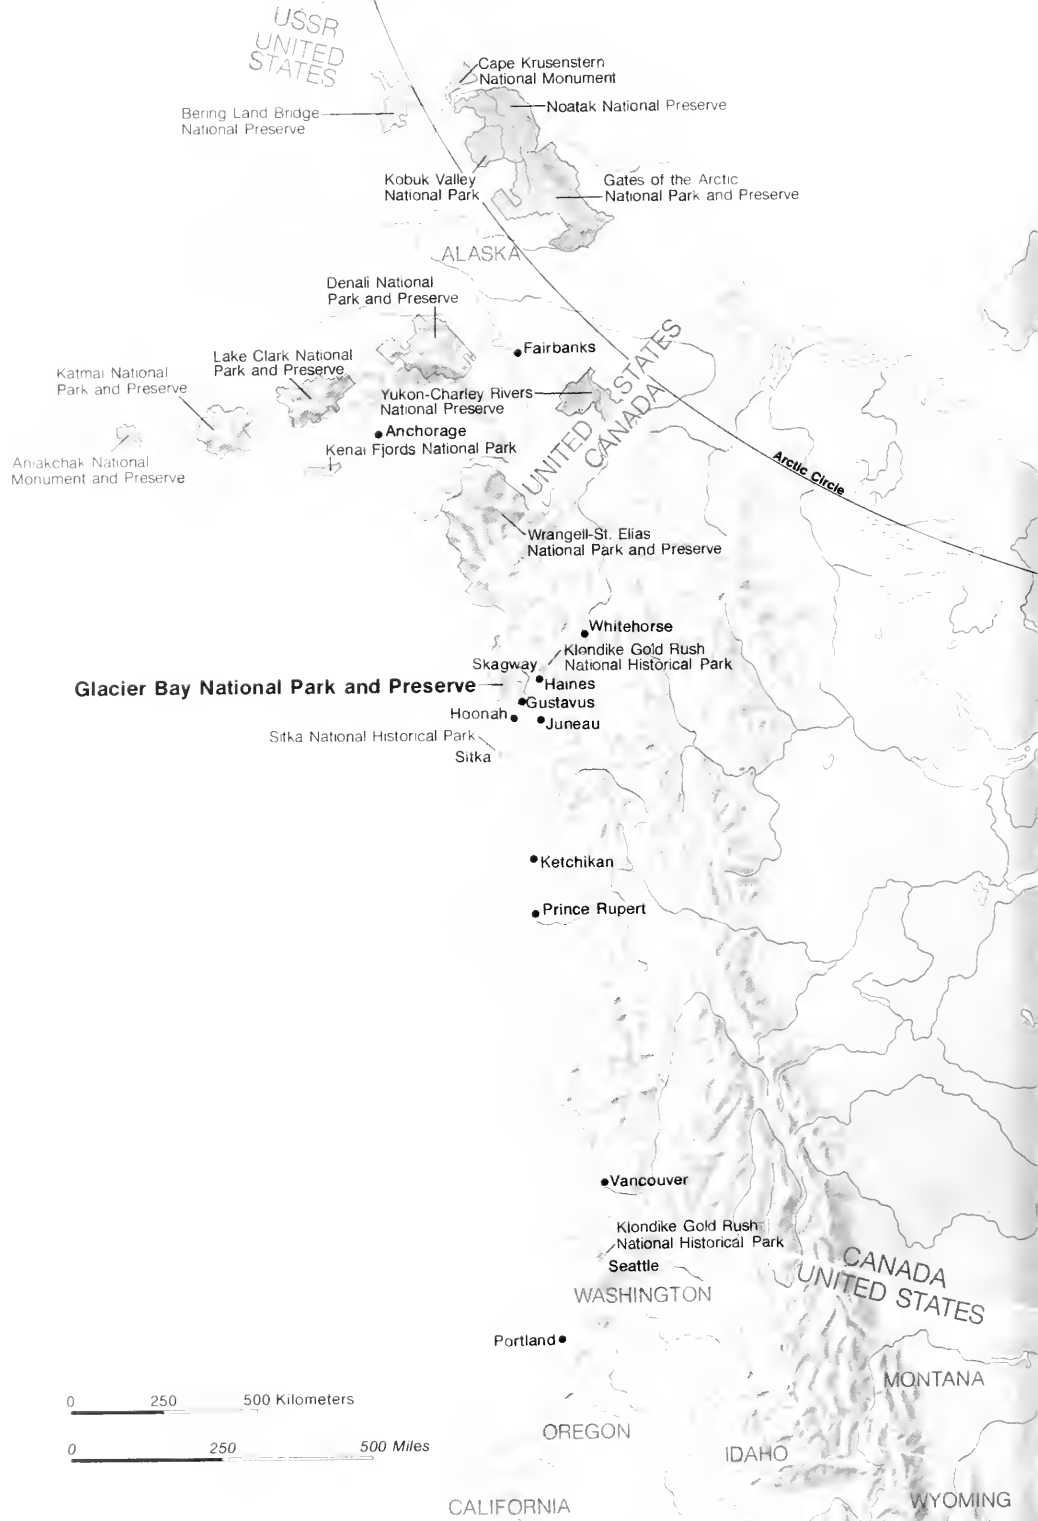 USSR
UNITED
STATES
Cape Krusenstern
National Monument
Bering Land Bridge
National Preserve
Noatak National Preserve
Kobuk Valley
National Park
Gates of the Arctic
National Park and Preserve
ALASKA
Denali National
Park and Preserve
Fairbanks
Lake Clark National
Park and Preserve
Katmai National
Park and Preserve
Yukon-Charley Rivers
National Preserve
UNITED STATES
CANADA
Anchorage
Kenai Fjords National Park
Aniakchak National
Monument and Preserve
Arctic Circle
Wrangell-St. Elias
National Park and Preserve
Whitehorse
Klondike Gold Rush
National Historical Park
Skagway
Haines
Glacier Bay National Park and Preserve
Gustavus
Hoonah
Juneau
Sitka National Historical Park
Sitka
Ketchikan
Prince Rupert
Vancouver
Klondike Gold Rush
National Historical Park
Seattle
CANADA
UNITED STATES
WASHINGTON
Portland
MONTANA
0 250 500 Kilometers
0 250 500 Miles
OREGON
IDAHO
WYOMING
CALIFORNIA